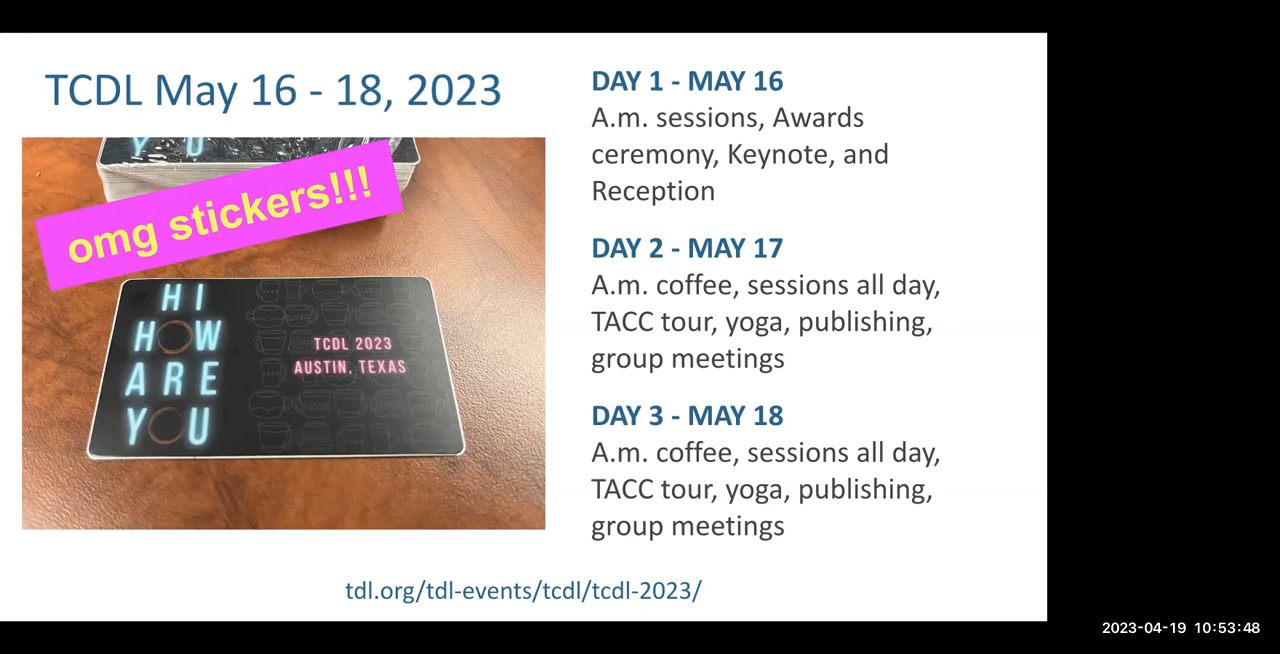 TCDL May 16 - 18, 2023
Y U
omg stickers!!!
HI
HOW
ARE
YOU
TCDL 2023
AUSTIN, TEXAS
DAY 1 - MAY 16
A.m. sessions, Awards
ceremony, Keynote, and
Reception
DAY 2 - MAY 17
A.m. coffee, sessions all day,
TACC tour, yoga, publishing,
group meetings
DAY 3 - MAY 18
A.m. coffee, sessions all day,
TACC tour, yoga, publishing,
group meetings
tdl.org/tdl-events/tcdl/tcdl-2023/
2023-04-19 10:53:48